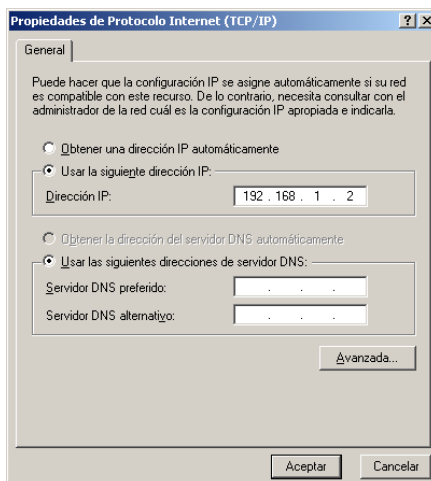 Propiedades de Protocolo Internet (TCP/IP)
General
Puede hacer que la configuración IP se asigne automáticamente si su red
es compatible con este recurso. De lo contrario, necesita consultar con el
administrador de la red cuál es la configuración IP apropiada e indicarla.
Obtener una dirección IP automáticamente
Usar la siguiente dirección IP:
Dirección IP: 192 . 168 . 1 . 2
Obtener la dirección del servidor DNS automáticamente
Usar las siguientes direcciones de servidor DNS:
Servidor DNS preferido: . . .
Servidor DNS alternativo: . . .
Avanzada...
Aceptar Cancelar